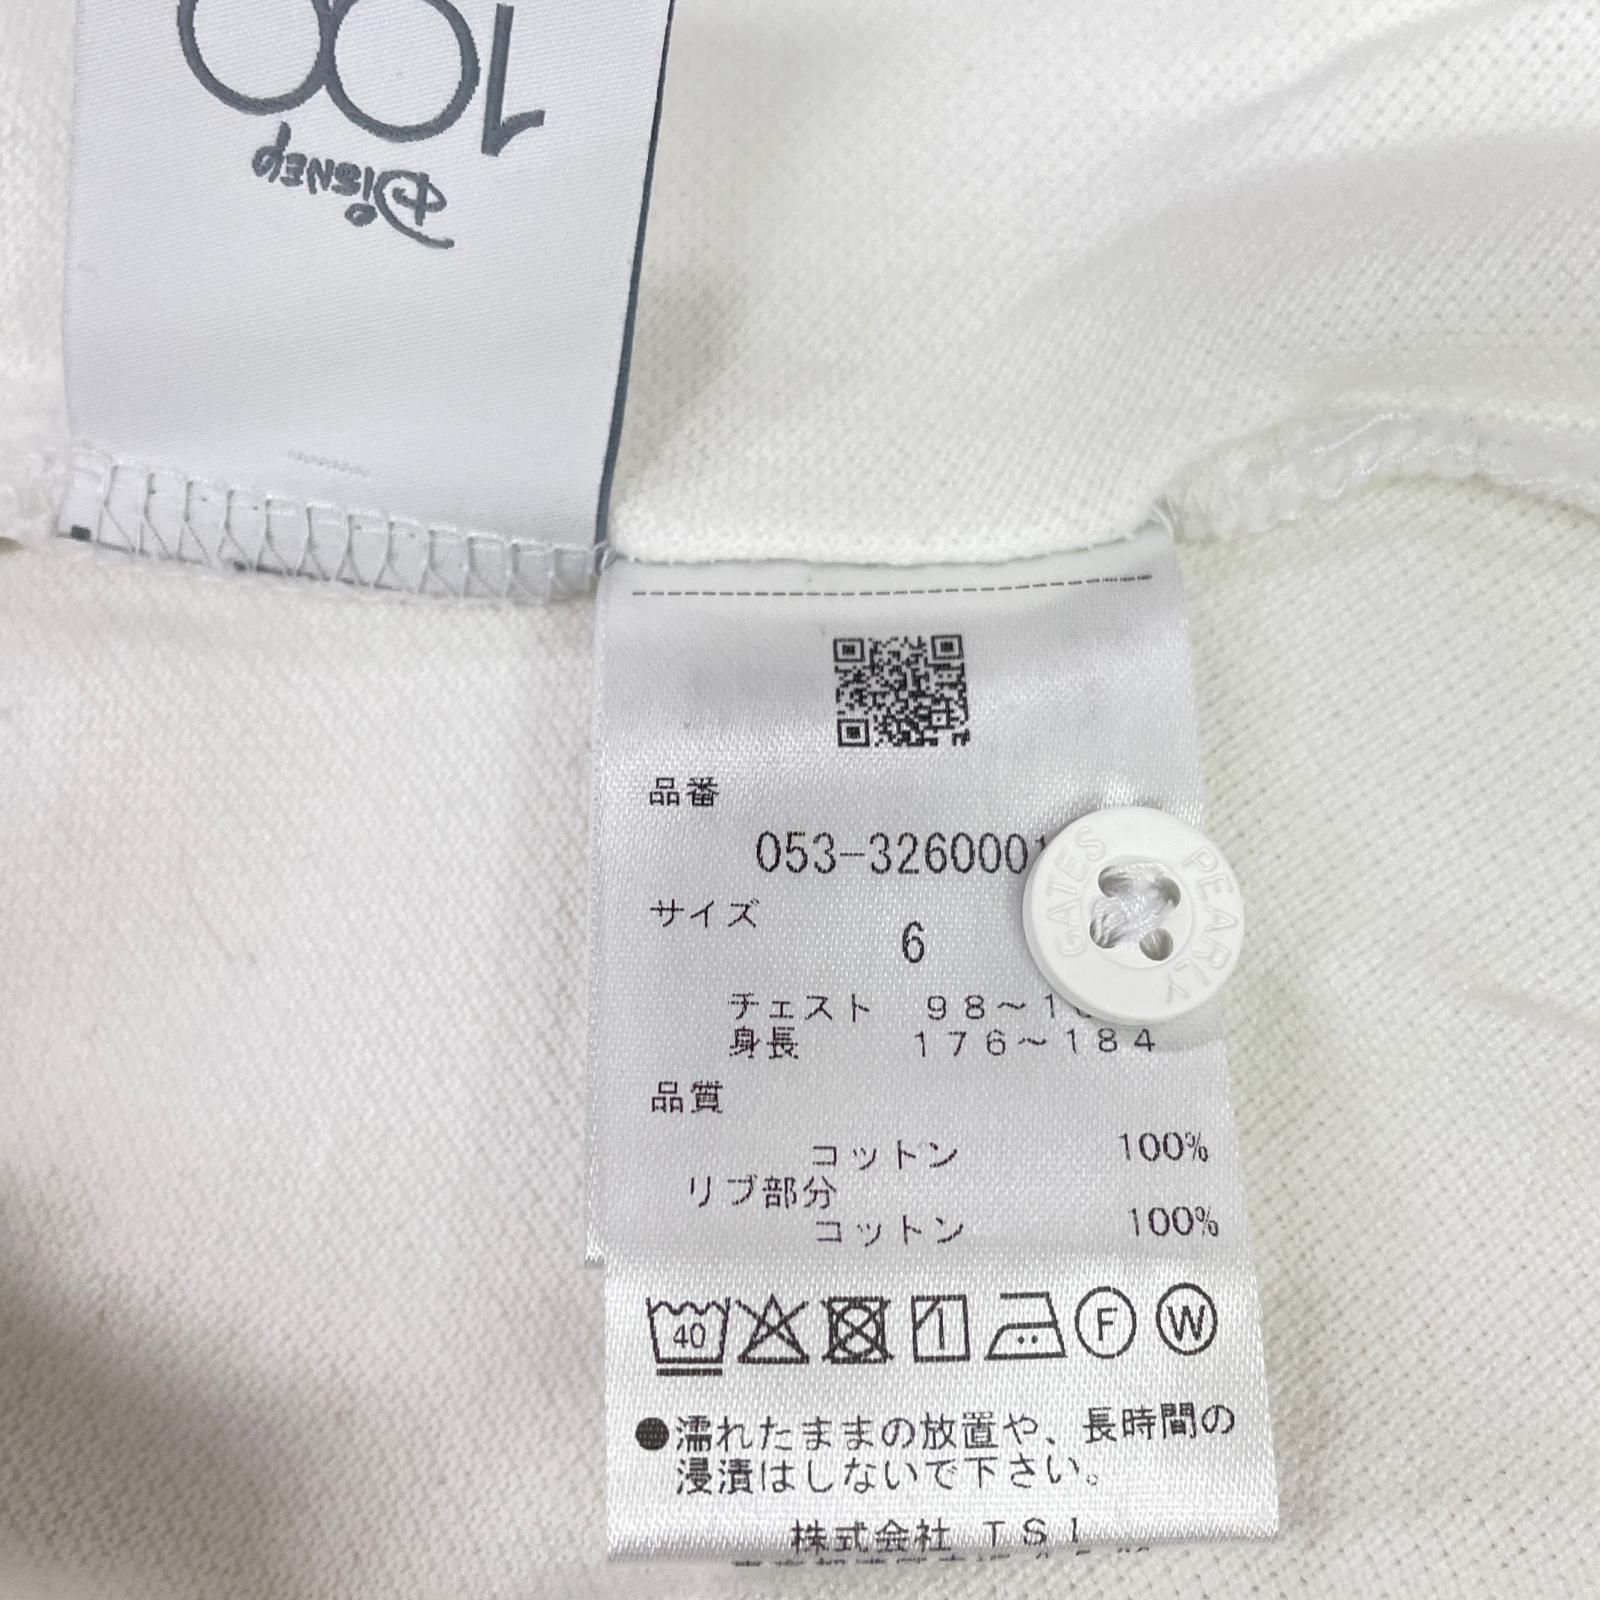 Disney
100
品番
053-3260001
サイズ
6
チェスト 98～1
身長 176～184
品質
コットン 100%
リブ部分
コットン 100%
40
F
W
●濡れたままの放置や、長時間の
浸漬はしないで下さい。
株式会社 TSI
PEARLY GATES